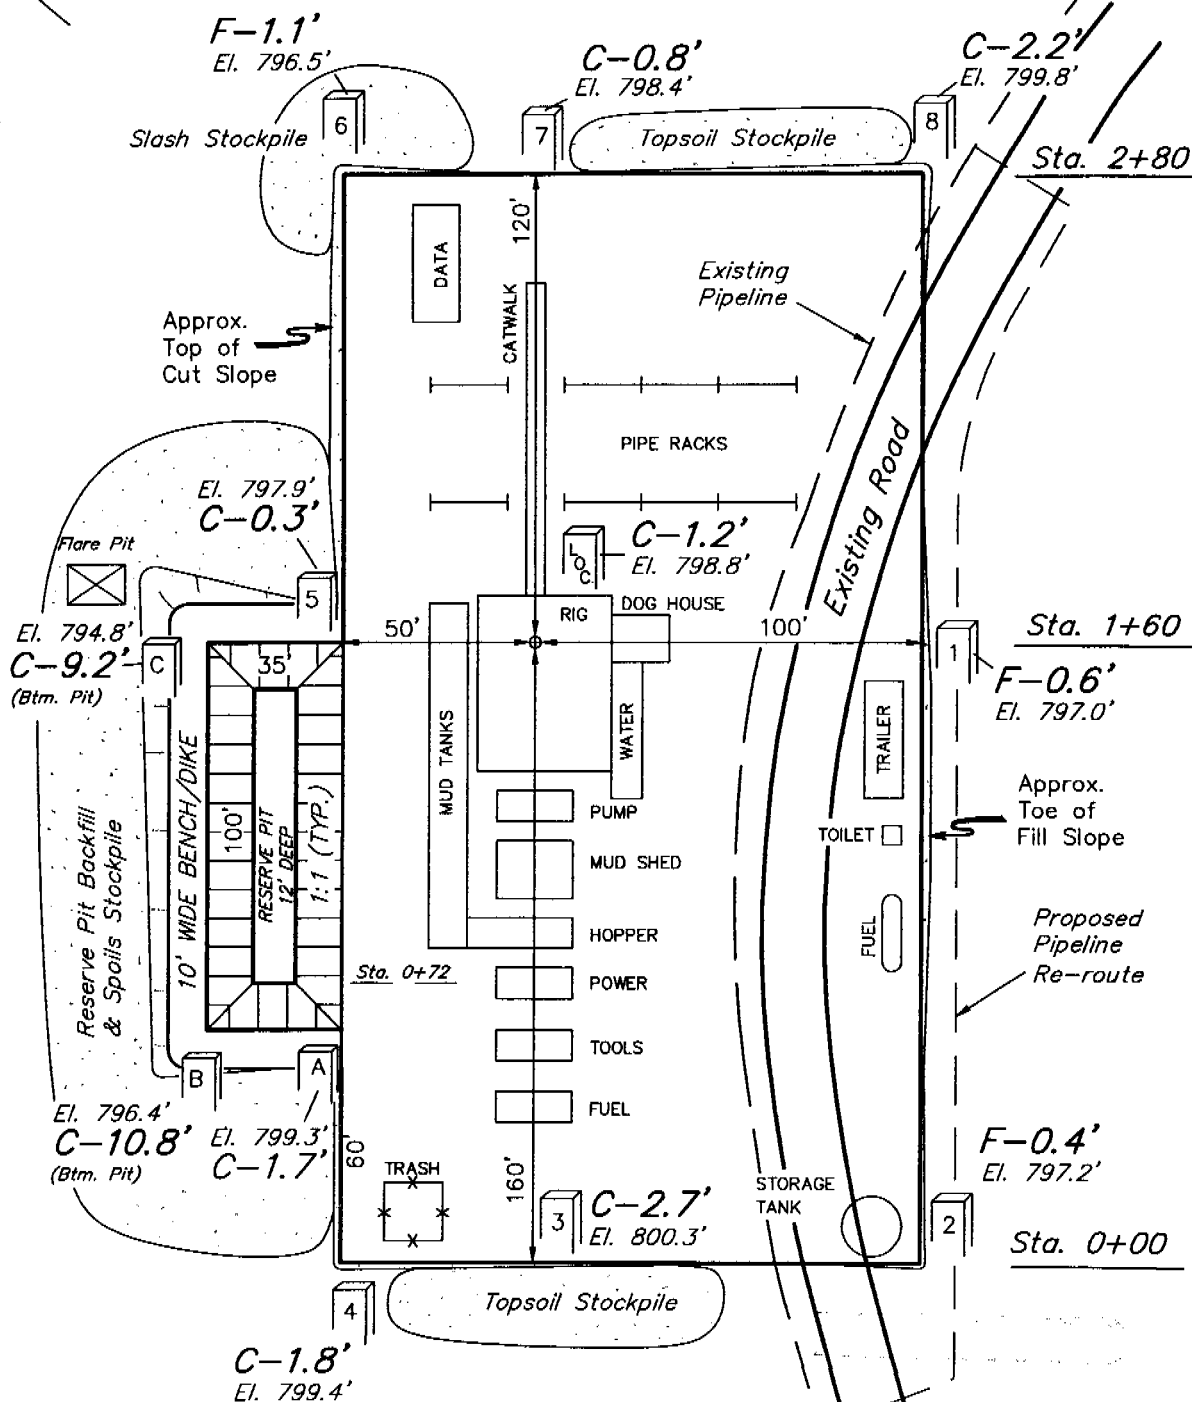 F-1.1'
El. 796.5'
C-0.8'
El. 798.4'
C-2.2'
El. 799.8'
6
7
8
Slash Stockpile
Topsoil Stockpile
Sta. 2+80
120'
DATA
CATWALK
Existing
Pipeline
Approx.
Top of
Cut Slope
PIPE RACKS
Existing Road
El. 797.9'
C-0.3'
Flare Pit
5
LOC.
C-1.2'
El. 798.8'
RIG
DOG HOUSE
50'
100'
Sta. 1+60
1
F-0.6'
El. 797.0'
El. 794.8'
C-9.2'
(Btm. Pit)
C
35'
MUD TANKS
WATER
TRAILER
Approx.
Toe of
Fill Slope
PUMP
TOILET
MUD SHED
Reserve Pit Backfill
& Spoils Stockpile
10' WIDE BENCH/DIKE
100'
RESERVE PIT
12' DEEP
1:1 (TYP.)
HOPPER
FUEL
Proposed
Pipeline
Re-route
Sta. 0+72
POWER
TOOLS
B
A
El. 796.4'
C-10.8'
(Btm. Pit)
El. 799.3'
C-1.7'
FUEL
60'
TRASH
160'
3
C-2.7'
El. 800.3'
STORAGE
TANK
F-0.4'
El. 797.2'
2
Sta. 0+00
4
Topsoil Stockpile
C-1.8'
El. 799.4'